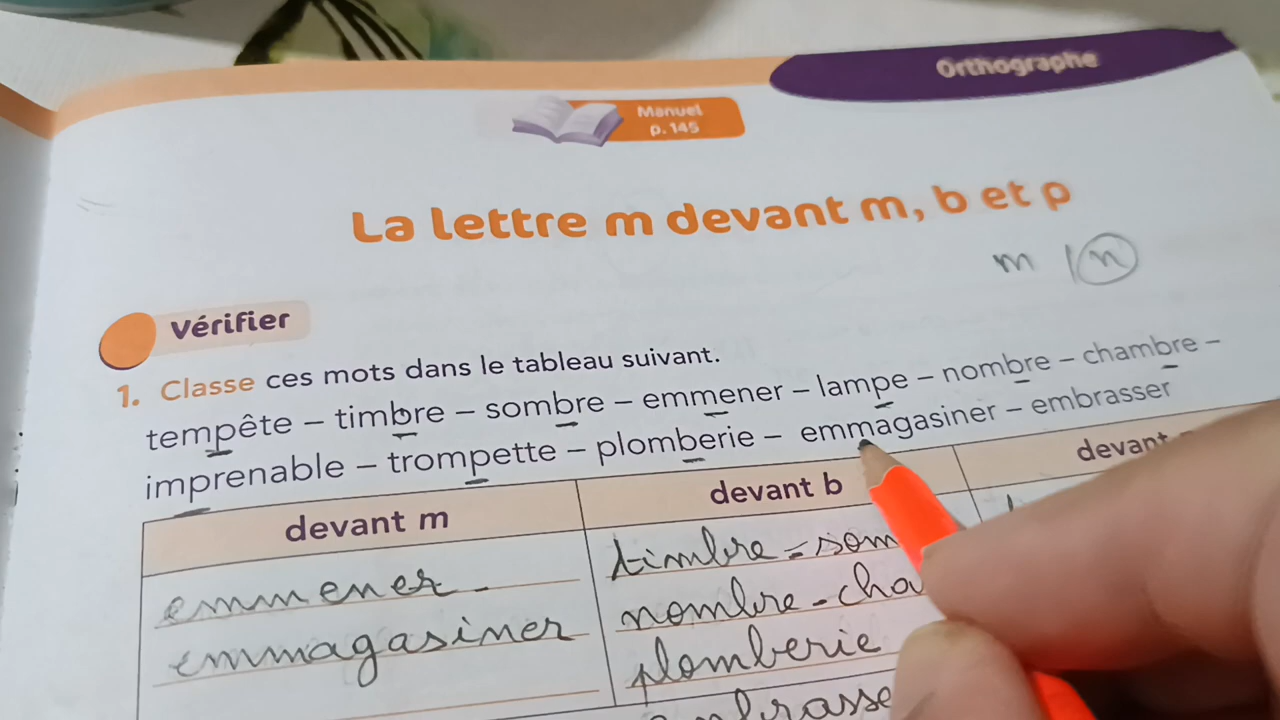 Orthographe
Manuel
p. 145
La lettre m devant m, b et p
m n
Vérifier
1. Classe ces mots dans le tableau suivant.
tempête – timbre – sombre – emmener – lampe – nombre – chambre –
imprenable – trompette – plomberie – emmagasiner – embrasser
devant m devant b devant
emmener - timbre - som
emmagasiner nombre - cha
plomberie